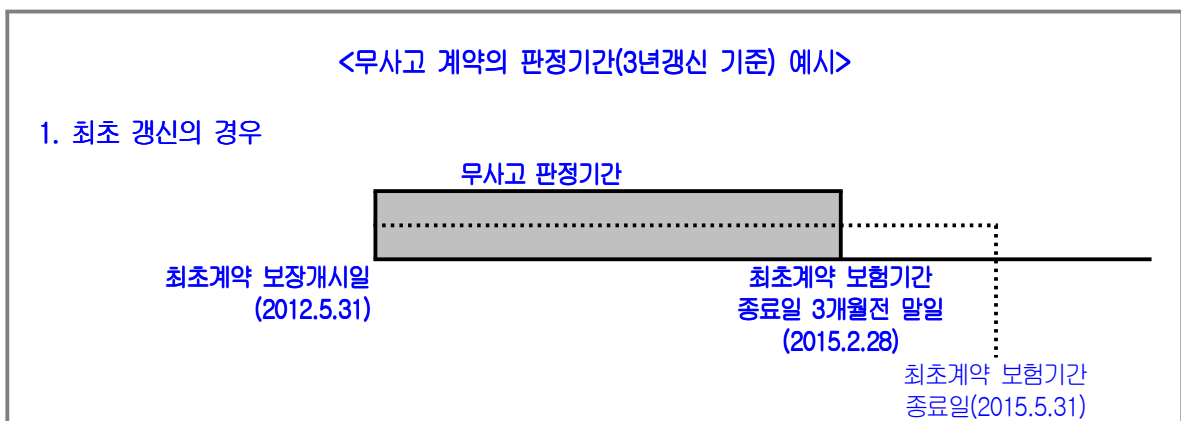 <무사고 계약의 판정기간(3년갱신 기준) 예시>
1. 최초 갱신의 경우
무사고 판정기간
최초계약 보장개시일
(2012.5.31)
최초계약 보험기간
종료일 3개월전 말일
(2015.2.28)
최초계약 보험기간
종료일(2015.5.31)